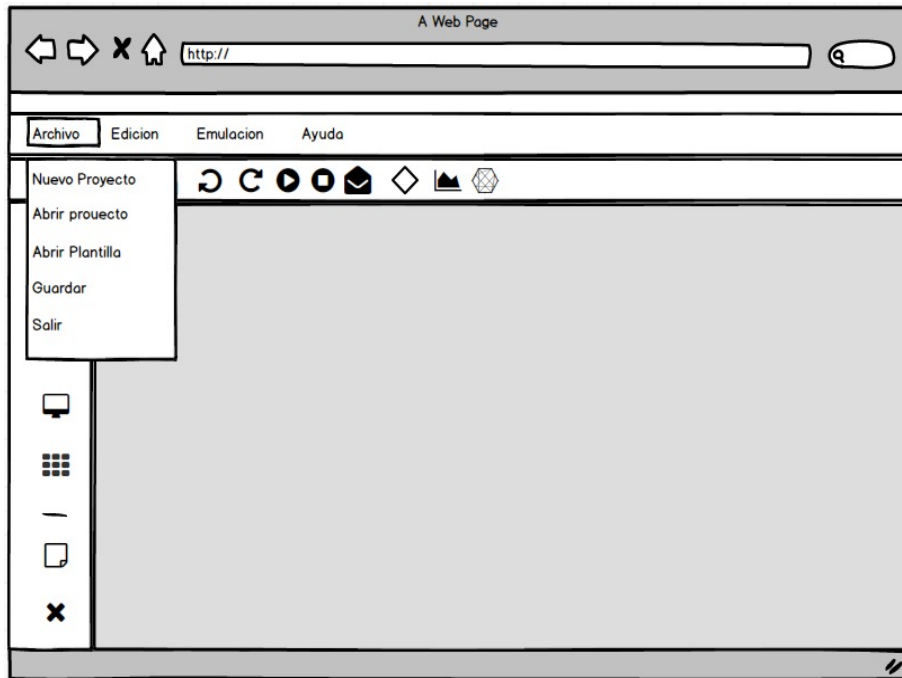 A Web Page
http://
Archivo Edicion Emulacion Ayuda
Nuevo Proyecto
Abrir prouecto
Abrir Plantilla
Guardar
Salir